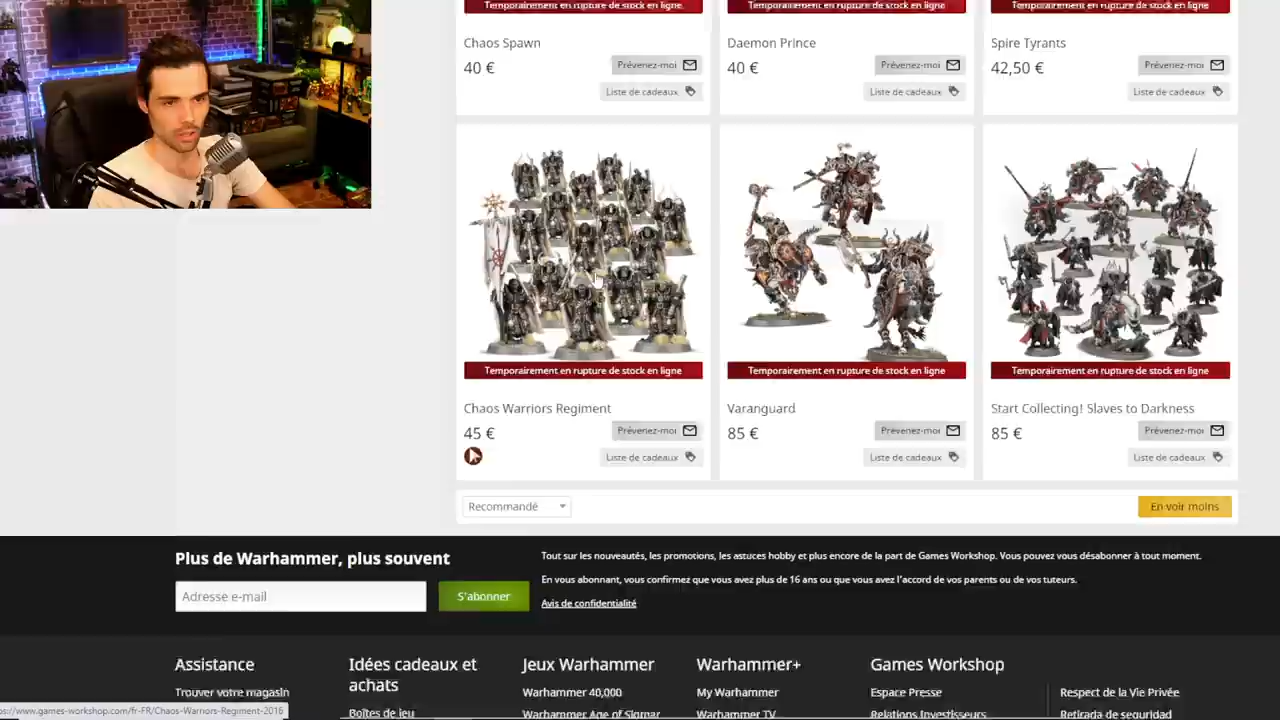 Temporairement en rupture de stock en ligne
Temporairement en rupture de stock en ligne
Temporairement en rupture de stock en ligne
Chaos Spawn
40 €
Prévenez-moi
Liste de cadeaux
Daemon Prince
40 €
Prévenez-moi
Liste de cadeaux
Spire Tyrants
42,50 €
Prévenez-moi
Liste de cadeaux
Temporairement en rupture de stock en ligne
Temporairement en rupture de stock en ligne
Temporairement en rupture de stock en ligne
Chaos Warriors Regiment
45 €
Prévenez-moi
Liste de cadeaux
Varanguard
85 €
Prévenez-moi
Liste de cadeaux
Start Collecting! Slaves to Darkness
85 €
Prévenez-moi
Liste de cadeaux
Recommandé
En voir moins
Plus de Warhammer, plus souvent
Adresse e-mail
S'abonner
Tout sur les nouveautés, les promotions, les astuces hobby et plus encore de la part de Games Workshop. Vous pouvez vous désabonner à tout moment.
En vous abonnant, vous confirmez que vous avez plus de 16 ans ou que vous avez l'accord de vos parents ou de vos tuteurs.
Avis de confidentialité
Assistance
Trouver votre magasin
Idées cadeaux et
achats
Boîtes de jeu
Jeux Warhammer
Warhammer 40,000
Warhammer Age of Sigmar
Warhammer+
My Warhammer
Warhammer TV
Games Workshop
Espace Presse
Relations Investisseurs
Respect de la Vie Privée
Retirada de seguridad
ps://www.games-workshop.com/fr-FR/Chaos-Warriors-Regiment-2016